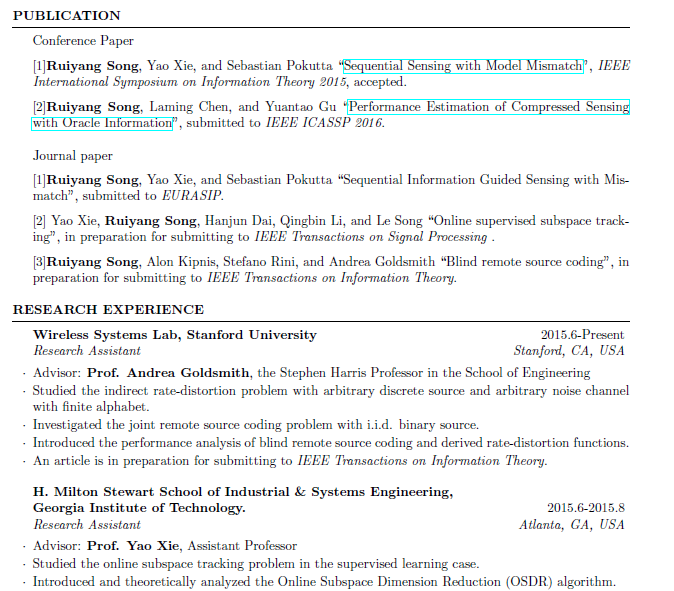 PUBLICATION
Conference Paper
[1]Ruiyang Song, Yao Xie, and Sebastian Pokutta “Sequential Sensing with Model Mismatch”, IEEE
International Symposium on Information Theory 2015, accepted.
[2]Ruiyang Song, Laming Chen, and Yuantao Gu “Performance Estimation of Compressed Sensing
with Oracle Information”, submitted to IEEE ICASSP 2016.
Journal paper
[1]Ruiyang Song, Yao Xie, and Sebastian Pokutta “Sequential Information Guided Sensing with Mis-
match”, submitted to EURASIP.
[2] Yao Xie, Ruiyang Song, Hanjun Dai, Qingbin Li, and Le Song “Online supervised subspace track-
ing”, in preparation for submitting to IEEE Transactions on Signal Processing .
[3]Ruiyang Song, Alon Kipnis, Stefano Rini, and Andrea Goldsmith “Blind remote source coding”, in
preparation for submitting to IEEE Transactions on Information Theory.
RESEARCH EXPERIENCE
Wireless Systems Lab, Stanford University 2015.6-Present
Research Assistant Stanford, CA, USA
· Advisor: Prof. Andrea Goldsmith, the Stephen Harris Professor in the School of Engineering
· Studied the indirect rate-distortion problem with arbitrary discrete source and arbitrary noise channel
with finite alphabet.
· Investigated the joint remote source coding problem with i.i.d. binary source.
· Introduced the performance analysis of blind remote source coding and derived rate-distortion functions.
· An article is in preparation for submitting to IEEE Transactions on Information Theory.
H. Milton Stewart School of Industrial & Systems Engineering,
Georgia Institute of Technology. 2015.6-2015.8
Research Assistant Atlanta, GA, USA
· Advisor: Prof. Yao Xie, Assistant Professor
· Studied the online subspace tracking problem in the supervised learning case.
· Introduced and theoretically analyzed the Online Subspace Dimension Reduction (OSDR) algorithm.